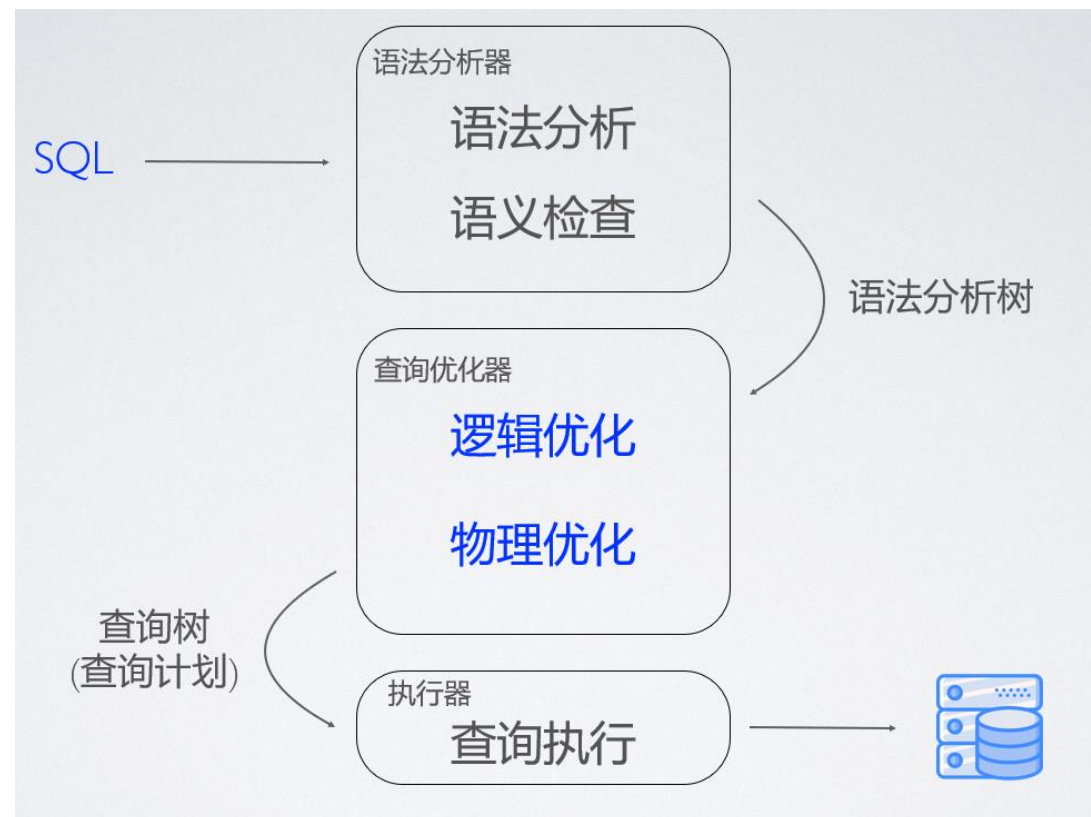 语法分析器
语法分析
SQL
语义检查
语法分析树
查询优化器
逻辑优化
物理优化
查询树
(查询计划)
执行器
查询执行